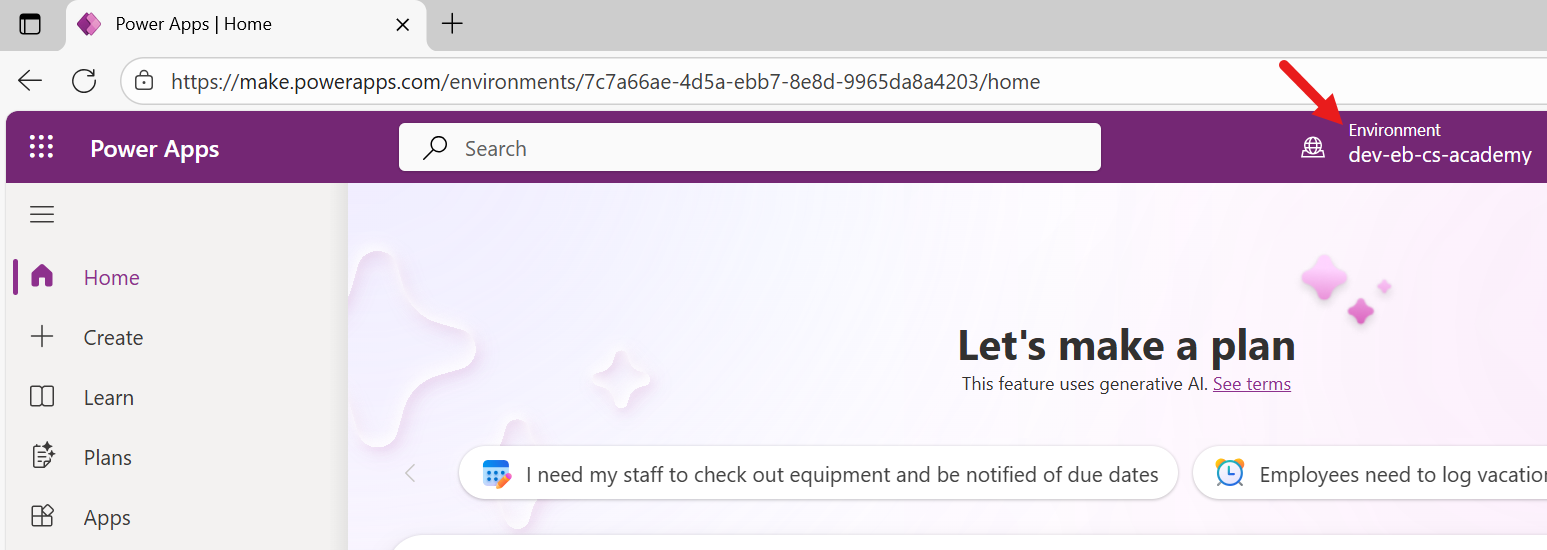 Power Apps | Home
https://make.powerapps.com/environments/7c7a66ae-4d5a-ebb7-8e8d-9965da8a4203/home
Power Apps
Search
Environment
dev-eb-cs-academy
Home
Create
Learn
Plans
Apps
Let's make a plan
This feature uses generative AI. See terms
I need my staff to check out equipment and be notified of due dates
Employees need to log vacation